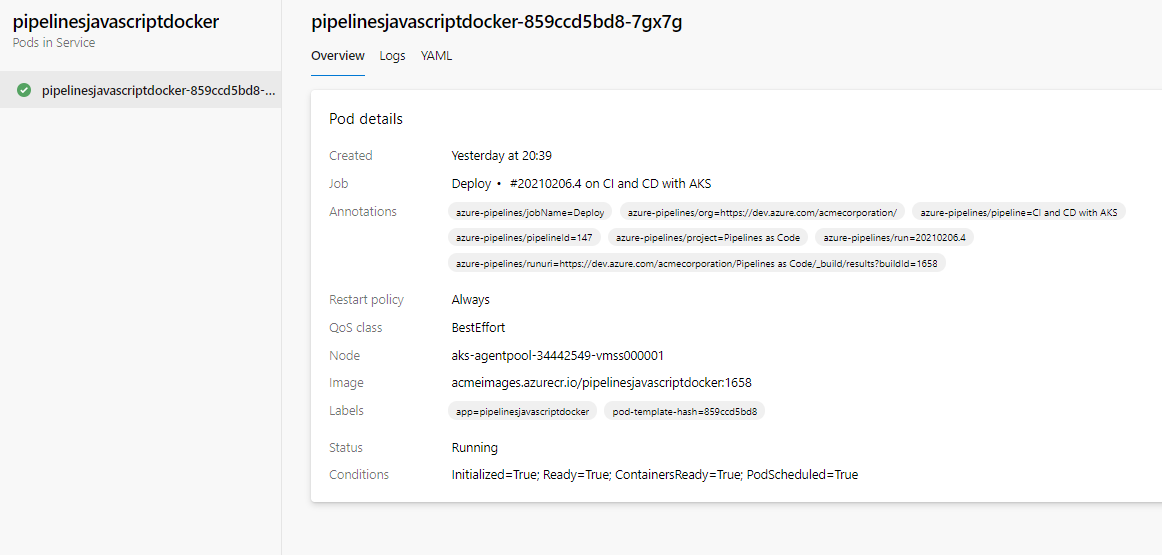 pipelinesjavascriptdocker
Pods in Service
pipelinesjavascriptdocker-859ccd5bd8-...
pipelinesjavascriptdocker-859ccd5bd8-7gx7g
Overview Logs YAML
Pod details
Created Yesterday at 20:39
Job Deploy • #20210206.4 on CI and CD with AKS
Annotations azure-pipelines/jobName=Deploy azure-pipelines/org=https://dev.azure.com/acmecorporation/ azure-pipelines/pipeline=CI and CD with AKS
azure-pipelines/pipelineId=147 azure-pipelines/project=Pipelines as Code azure-pipelines/run=20210206.4
azure-pipelines/runuri=https://dev.azure.com/acmecorporation/Pipelines as Code/_build/results?buildId=1658
Restart policy Always
QoS class BestEffort
Node aks-agentpool-34442549-vmss000001
Image acmeimages.azurecr.io/pipelinesjavascriptdocker:1658
Labels app=pipelinesjavascriptdocker pod-template-hash=859ccd5bd8
Status Running
Conditions Initialized=True; Ready=True; ContainersReady=True; PodScheduled=True